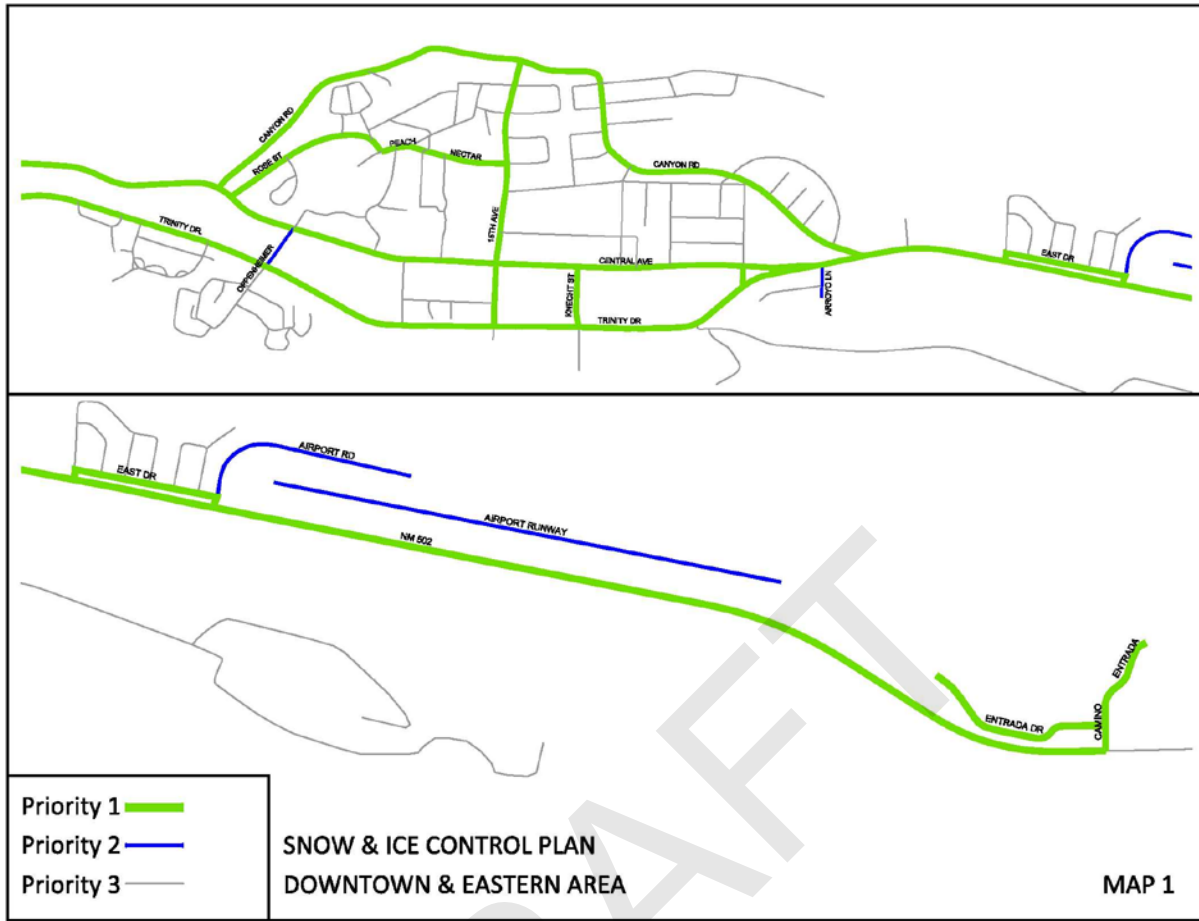 CANYON RD
ROSE ST
PEACH
NECTAR
CANYON RD
15TH AVE
TRINITY DR.
OPPENHEIMER
CENTRAL AVE
KNECHT ST
TRINITY DR
ARROYO LN
EAST DR
EAST DR
AIRPORT RD
AIRPORT RUNWAY
NM 502
ENTRADA
ENTRADA DR
CAMINO
Priority 1
Priority 2
Priority 3
SNOW & ICE CONTROL PLAN
DOWNTOWN & EASTERN AREA
MAP 1
DRAFT